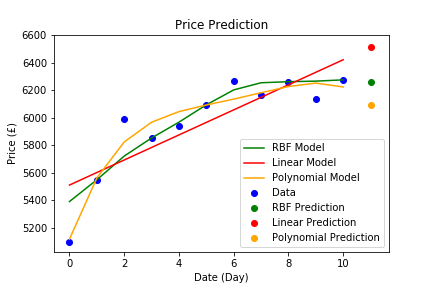 Price Prediction
6600
6400
6200
6000
5800
5600
5400
5200
Price (£)
RBF Model
Linear Model
Polynomial Model
Data
RBF Prediction
Linear Prediction
Polynomial Prediction
0 2 4 6 8 10
Date (Day)